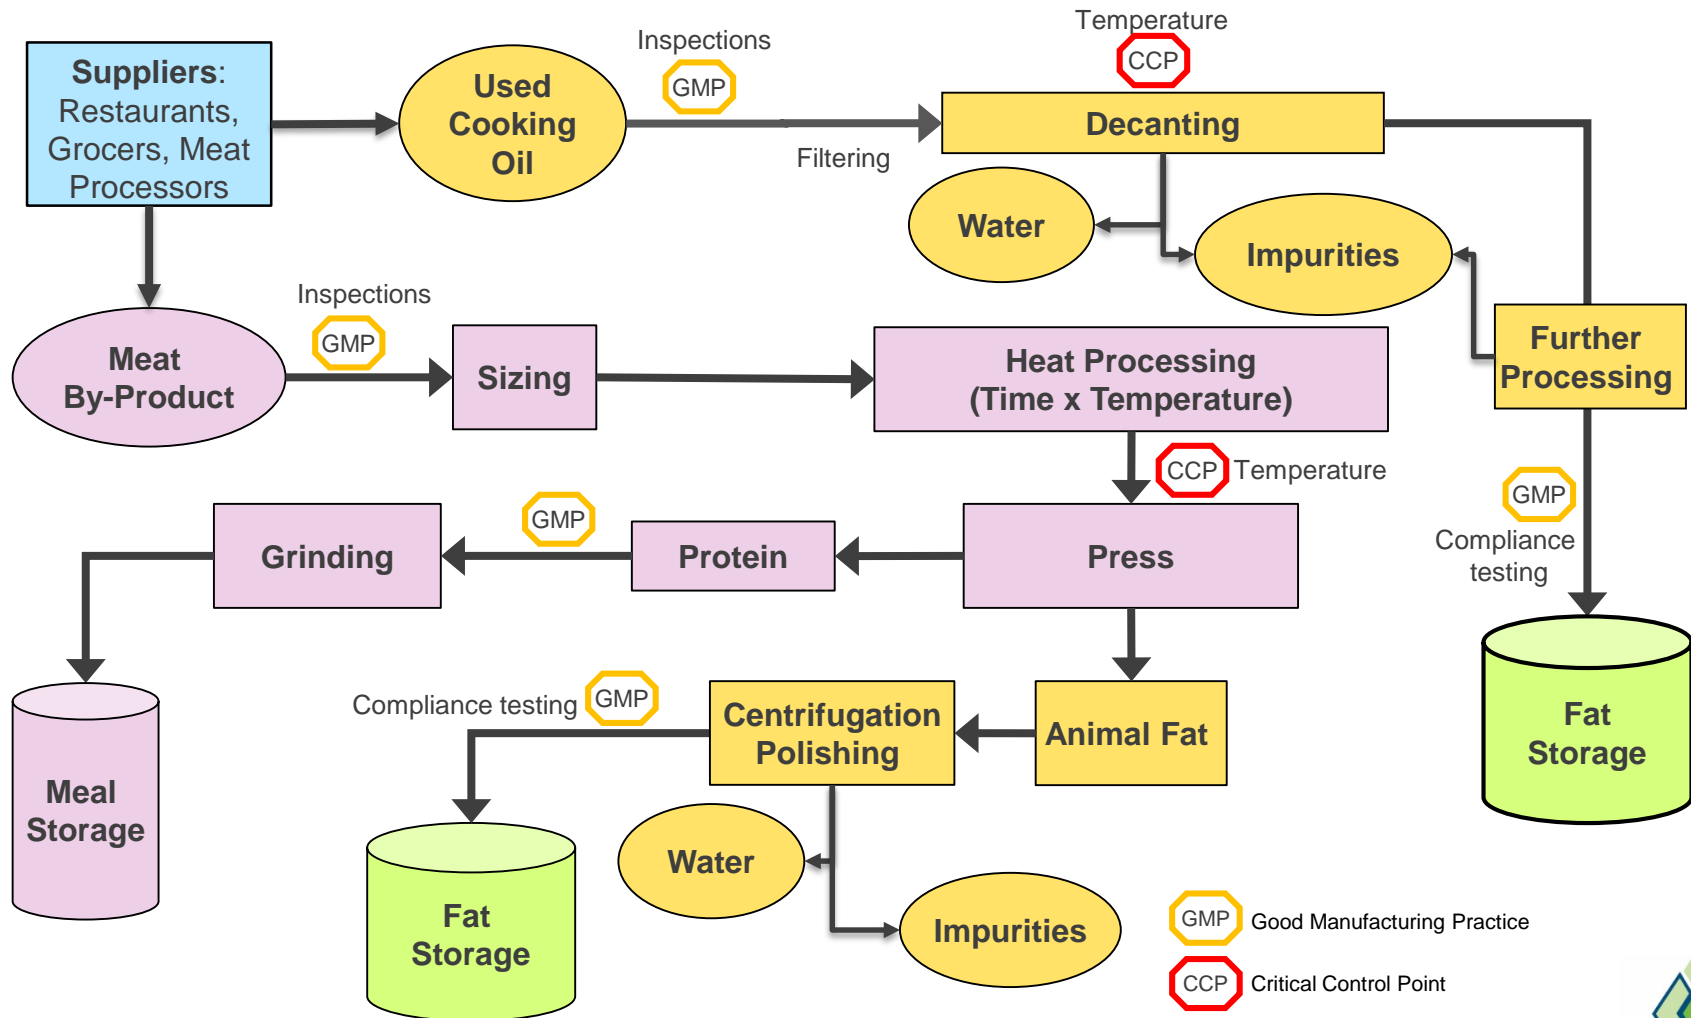 Temperature
CCP
Inspections
GMP
Suppliers:
Restaurants,
Grocers, Meat
Processors
Used
Cooking
Oil
Filtering
Decanting
Water
Impurities
Further
Processing
Inspections
GMP
Meat
By-Product
Sizing
Heat Processing
(Time x Temperature)
CCP
Temperature
GMP
Compliance
testing
Grinding
GMP
Protein
Press
Compliance testing
GMP
Centrifugation
Polishing
Animal Fat
Fat
Storage
Meal
Storage
Water
Fat
Storage
Impurities
GMP
Good Manufacturing Practice
CCP
Critical Control Point